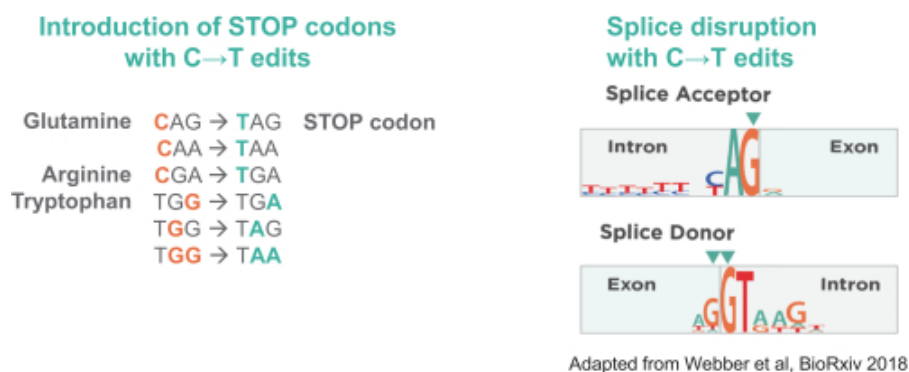 Introduction of STOP codons
with C→T edits
Glutamine CAG → TAG STOP codon
CAA → TAA
Arginine CGA → TGA
Tryptophan TGG → TGA
TGG → TAG
TGG → TAA
Splice disruption
with C→T edits
Splice Acceptor
Intron Exon
CAG
Splice Donor
Exon Intron
AGGTAAG
Adapted from Webber et al, BioRxiv 2018